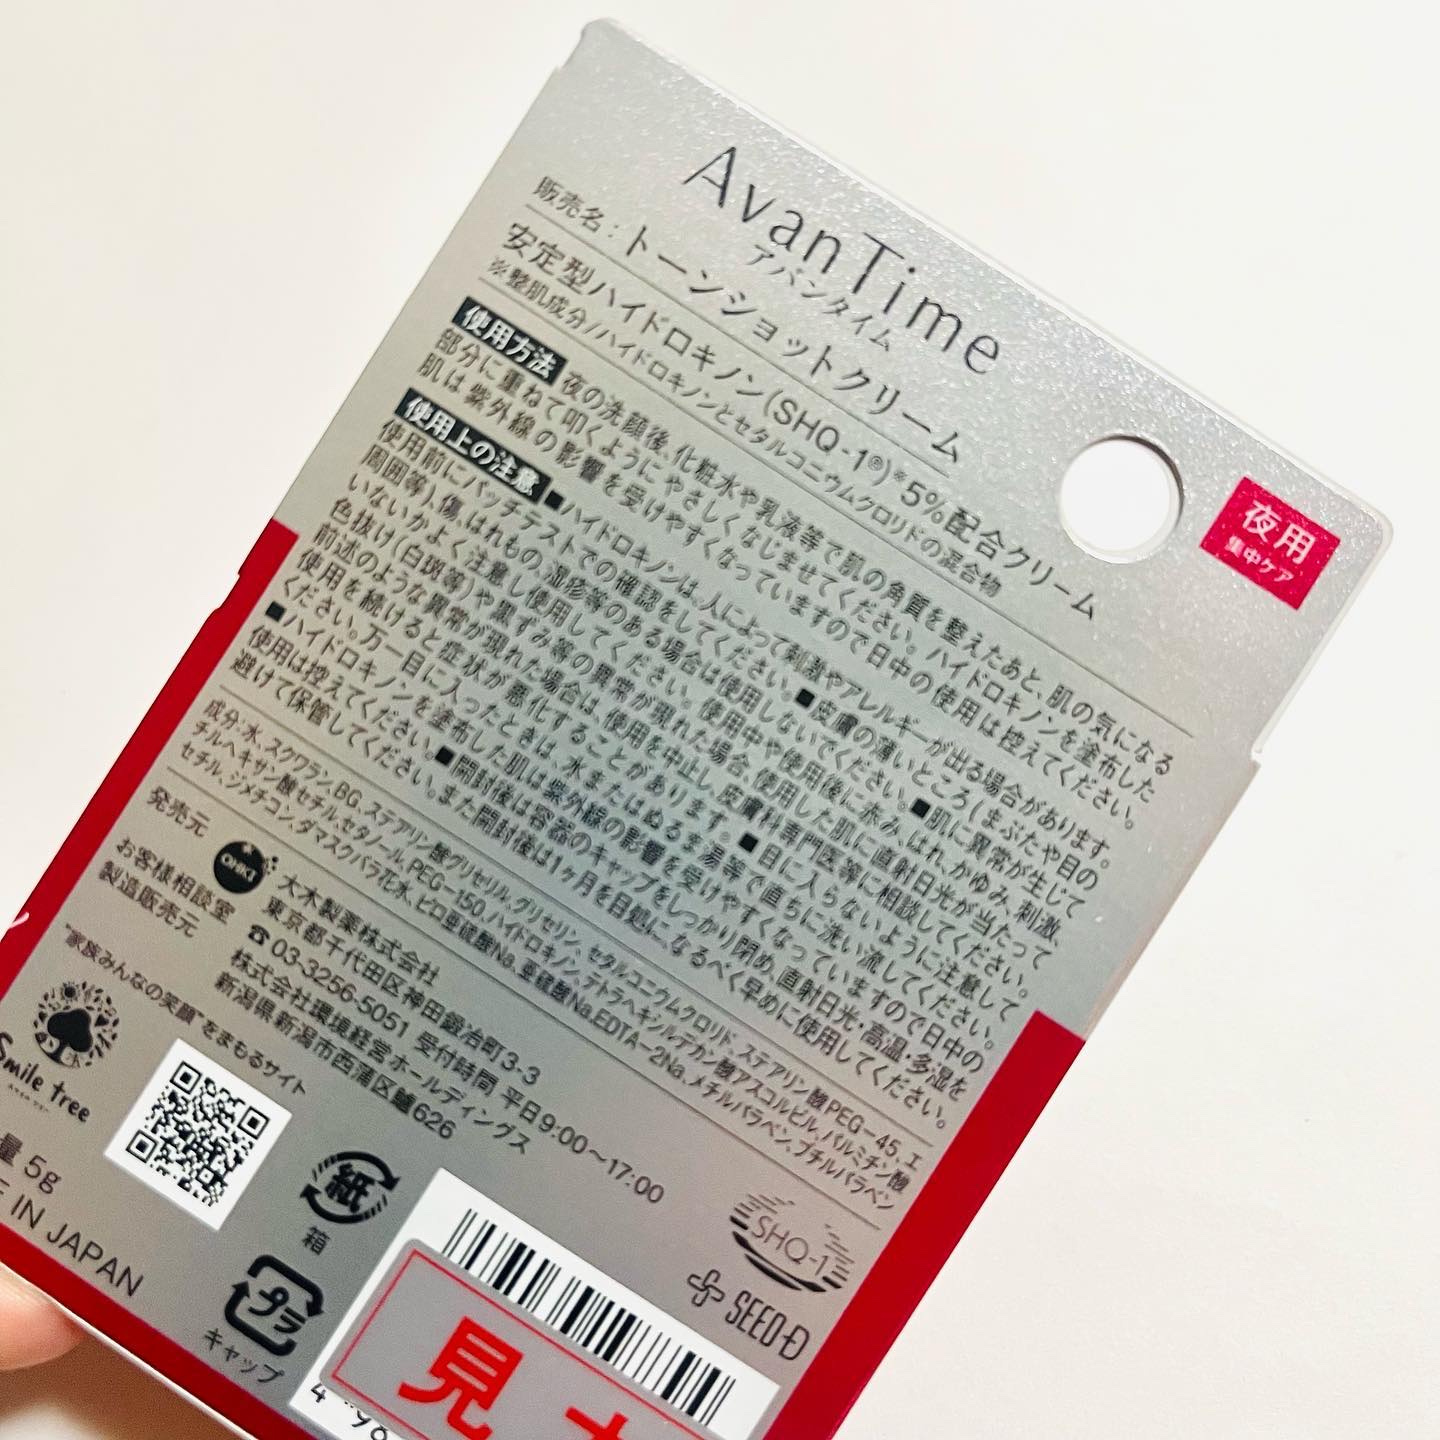 AvanTime
アバンタイム
夜用
集中ケア
販売名：トーンショットクリーム
安定型ハイドロキノン(SHQ-1®)※5%配合クリーム
※整肌成分/ハイドロキノンとセタルコニウムクロリドの混合物
使用方法 夜の洗顔後、化粧水や乳液等で肌の角質を整えたあと、肌の気になる
部分に重ねて叩くようにやさしくなじませてください。ハイドロキノンを塗布した
肌は紫外線の影響を受けやすくなっていますので日中の使用は控えてください。
使用上の注意 ■ハイドロキノンは、人によって刺激やアレルギーが出る場合があります。
使用前にパッチテストでの確認をしてください。■皮膚の薄いところ(まぶたや目の
周囲等)、傷、はれもの、湿疹等のある場合は使用しないでください。■肌に異常が生じて
いないかよく注意し使用してください。使用中や使用後に赤み、はれ、かゆみ、刺激、
色抜け(白斑等)や黒ずみ等の異常が現れた場合、使用した肌に直射日光が当たって
前述のような異常が現れた場合は、使用を中止し、皮膚科専門医等に相談してください。
使用を続けると症状が悪化することがあります。■目に入らないように注意して
ください。万一目に入ったときは、水またはぬるま湯等で直ちに洗い流してください。
■ハイドロキノンを塗布した肌は紫外線の影響を受けやすくなっていますので日中の
使用は控えてください。■開封後は容器のキャップをしっかり閉め、直射日光・高温・多湿を
避けて保管してください。また開封後は1ヶ月を目処になるべく早めに使用してください。
成分：水、スクワラン、BG、ステアリン酸グリセリル、グリセリン、セタルコニウムクロリド、ステアリン酸PEG-45、エ
チルヘキサン酸セチル、セタノール、PEG-150、ハイドロキノン、テトラヘキシルデカン酸アスコルビル、パルミチン酸
セチル、ジメチコン、ダマスクバラ花水、ピロ亜硫酸Na、亜硫酸Na、EDTA-2Na、メチルパラベン、プチルパラベン
発売元 OHKI 大木製薬株式会社
東京都千代田区神田鍛冶町3-3
お客様相談室 ☎03-3256-5051 受付時間 平日9:00〜17:00
製造販売元 株式会社環境経営ホールディングス
新潟県新潟市西蒲区鱸626
"家族みんなの笑顔"をまもるサイト
Smile tree
量 5g
IN JAPAN
紙
箱
プラ
キャップ
SHQ-1
SEED
見
4 98